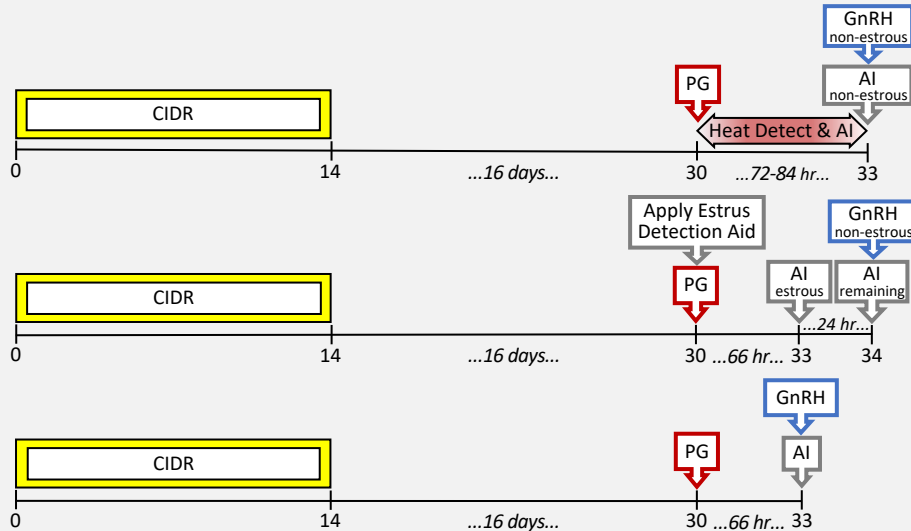 GnRH
non-estrous
PG
AI
non-estrous
CIDR
Heat Detect & AI
0
14
...16 days...
30
...72-84 hr...
33
Apply Estrus
Detection Aid
GnRH
non-estrous
CIDR
PG
AI
estrous
AI
remaining
...24 hr...
0
14
...16 days...
30
...66 hr...
33
34
GnRH
CIDR
PG
AI
0
14
...16 days...
30
...66 hr...
33